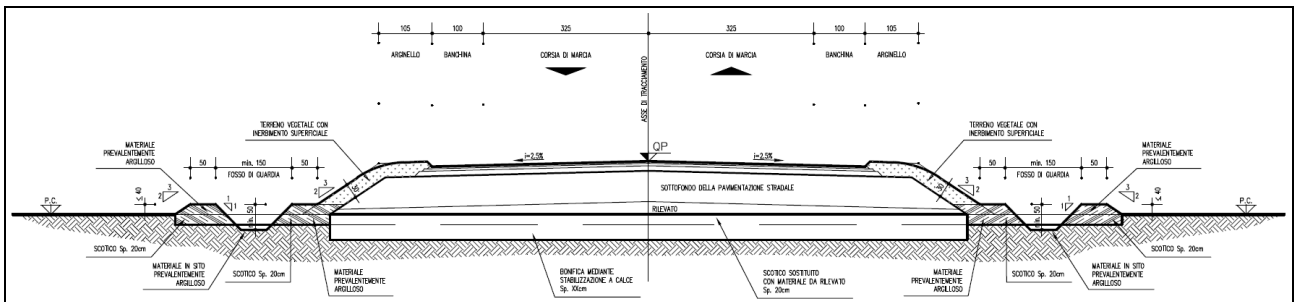 105 100 325 325 100 105
ARGINELLO BANCHINA CORSIA DI MARCIA CORSIA DI MARCIA BANCHINA ARGINELLO
ASSE DI TRACCIAMENTO
TERRENO VEGETALE CON
INERBIMENTO SUPERFICIALE
TERRENO VEGETALE CON
INERBIMENTO SUPERFICIALE
MATERIALE
PREVALENTEMENTE
ARGILLOSO
MATERIALE
PREVALENTEMENTE
ARGILLOSO
50 min. 150 50
FOSSO DI GUARDIA
i=2.5% QP i=2.5%
50 min. 150 50
FOSSO DI GUARDIA
3
2
≤ 40
1
1
3
2
30
SOTTOFONDO DELLA PAVIMENTAZIONE STRADALE
30
3
2
1
1
3
2
≤ 40
P.C. min. 50 RILEVATO min. 50 P.C.
SCOTICO Sp. 20cm
MATERIALE IN SITO
PREVALENTEMENTE
ARGILLOSO
SCOTICO Sp. 20cm
MATERIALE
PREVALENTEMENTE
ARGILLOSO
BONIFICA MEDIANTE
STABILIZZAZIONE A CALCE
Sp. XXcm
SCOTICO SOSTITUITO
CON MATERIALE DA RILEVATO
Sp. 20cm
MATERIALE
PREVALENTEMENTE
ARGILLOSO
SCOTICO Sp. 20cm
MATERIALE IN SITO
PREVALENTEMENTE
ARGILLOSO
SCOTICO Sp. 20cm